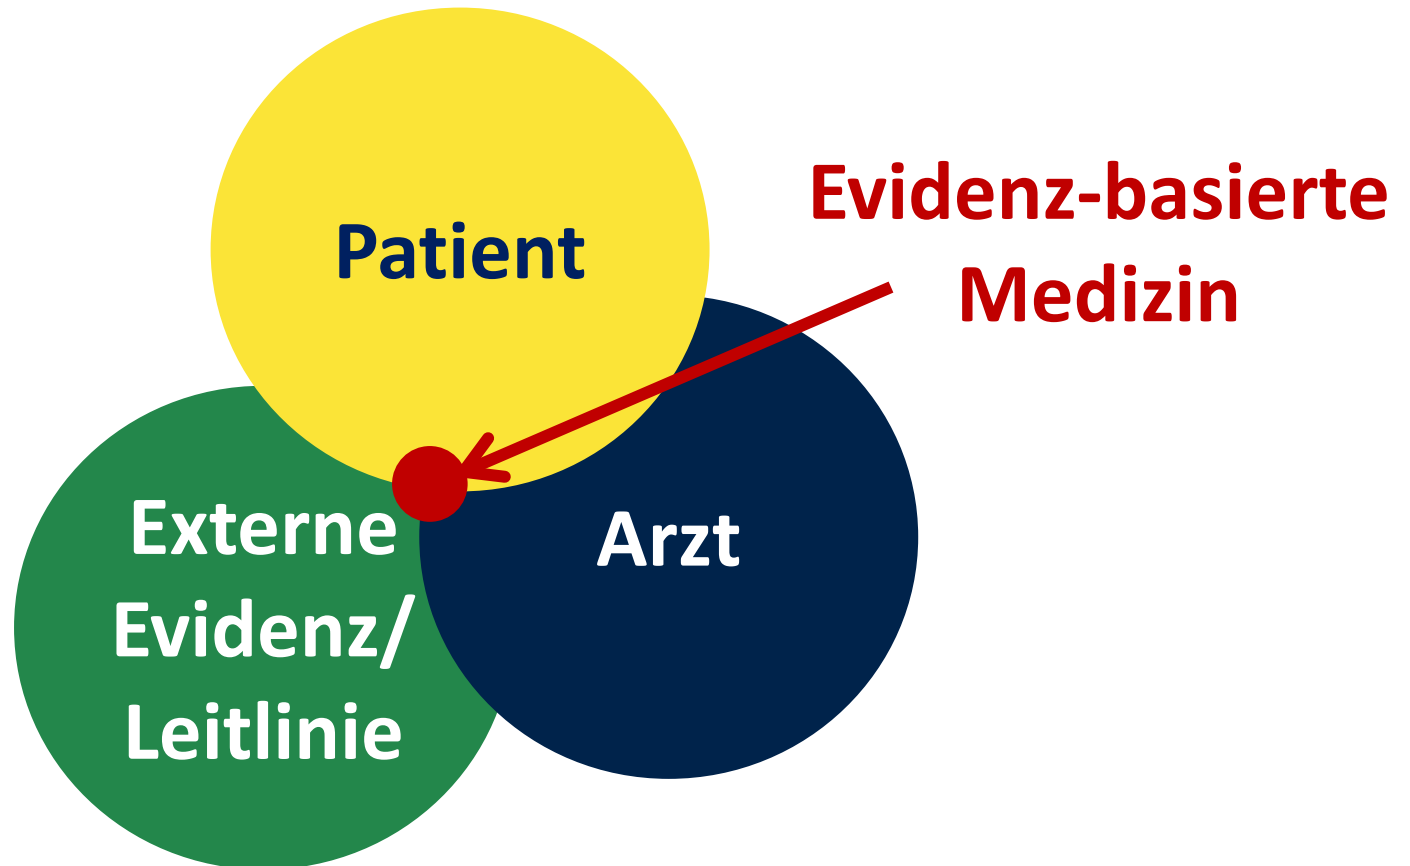 Patient
Evidenz-basierte
Medizin
Externe
Evidenz/
Leitlinie
Arzt